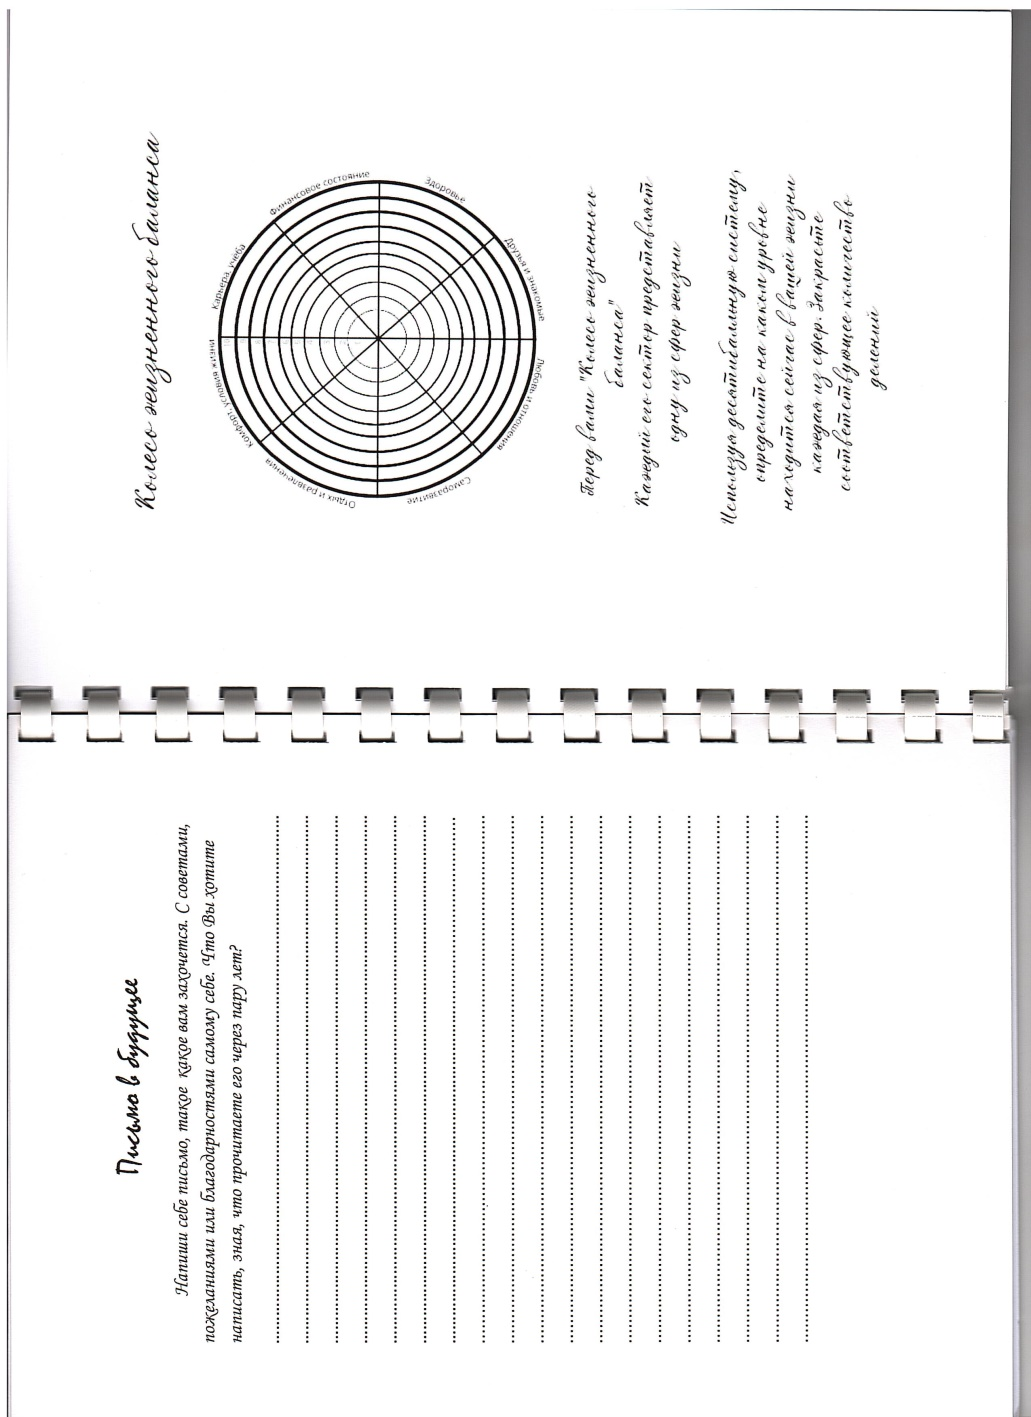 Письмо в будущее
Напиши себе письмо, такое какое вам захочется. С советами,
пожеланиями или благодарностями самому себе. Что Вы хотите
написать, зная, что прочитаете его через пару лет?
Колесо жизненного баланса
Финансовое состояние
Здоровье
Друзья и знакомые
Любовь и отношения
Саморазвитие
Отдых и развлечения
Комфорт, условия жизни
Карьера, учеба
Перед вами "Колесо жизненного
баланса"
Каждый его сектор представляет
одну из сфер жизни
Используя десятибалльную систему,
определите на каком уровне
находится сейчас в вашей жизни
каждая из сфер. Закрасьте
соответствующее количество
делений